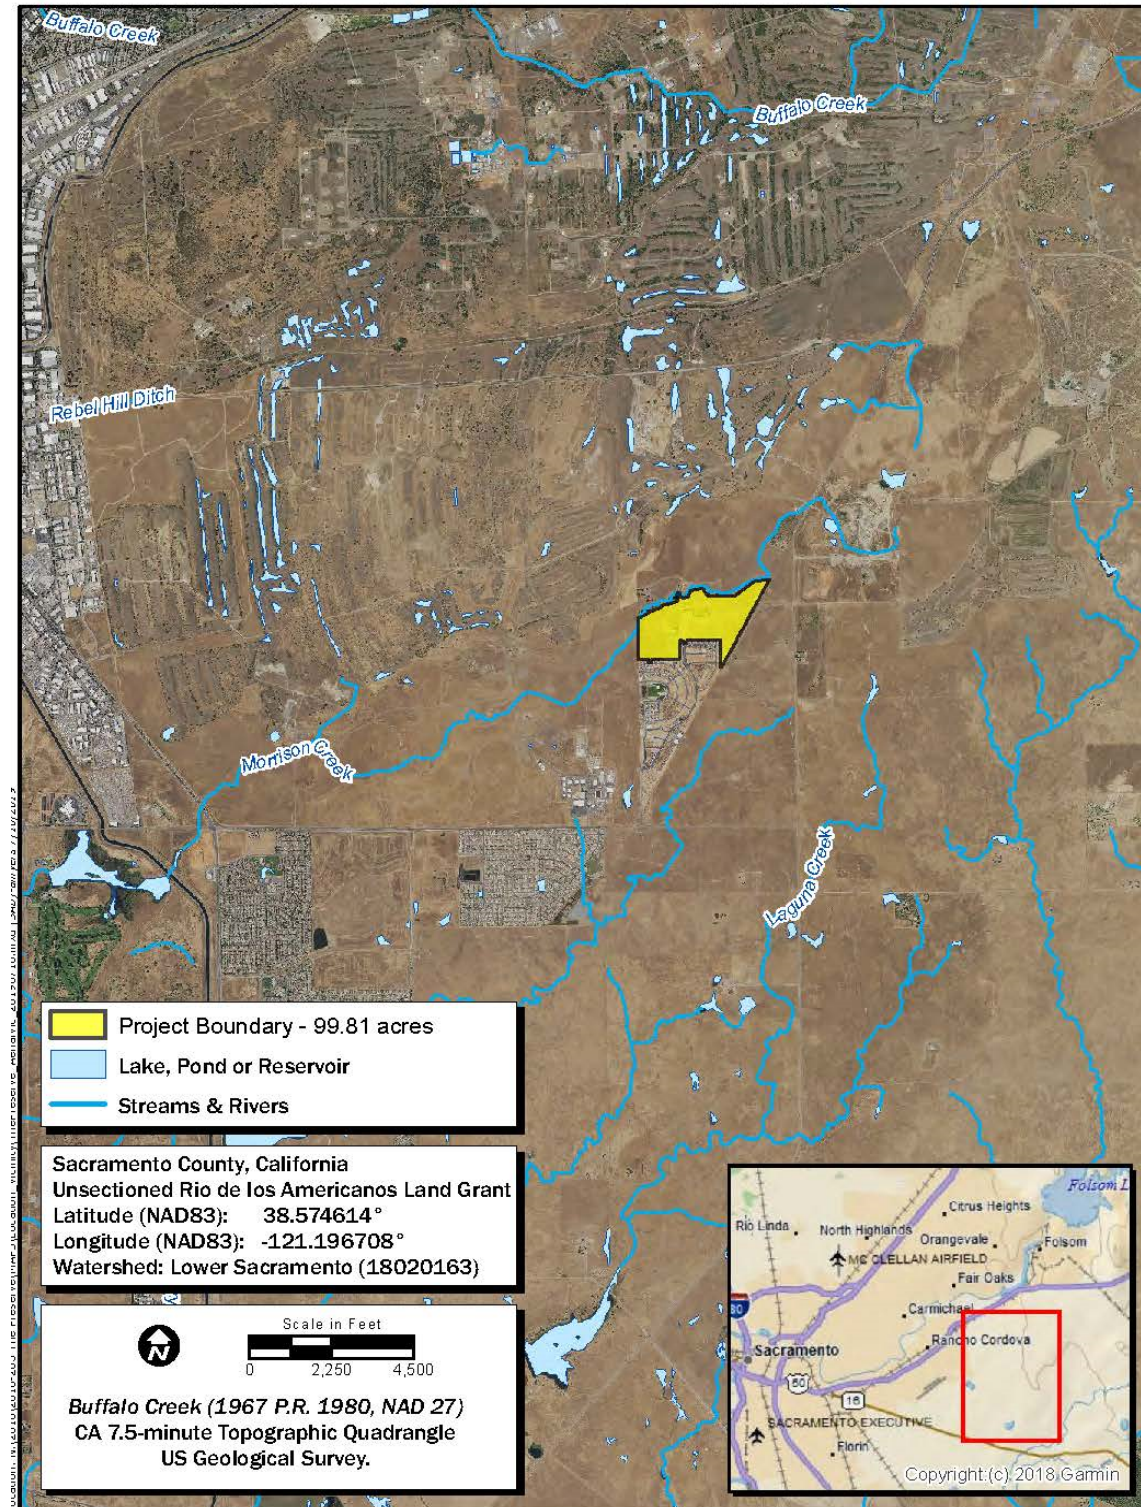 Buffalo Creek
Buffalo Creek
Rebel Hill Ditch
Morrison Creek
Laguna Creek
Project Boundary - 99.81 acres
Lake, Pond or Reservoir
Streams & Rivers
Sacramento County, California
Unsectioned Rio de los Americanos Land Grant
Latitude (NAD83): 38.574614°
Longitude (NAD83): -121.196708°
Watershed: Lower Sacramento (18020163)
N
Scale in Feet
0 2,250 4,500
Buffalo Creek (1967 P.R. 1980, NAD 27)
CA 7.5-minute Topographic Quadrangle
US Geological Survey.
Folsom L
Citrus Heights
Rio Linda
North Highlands
Orangevale
Folsom
MC CLELLAN AIRFIELD
Fair Oaks
Carmichael
80
Rancho Cordova
Sacramento
50
16
SACRAMENTO EXECUTIVE
Florin
Copyright:(c) 2018 Garmin